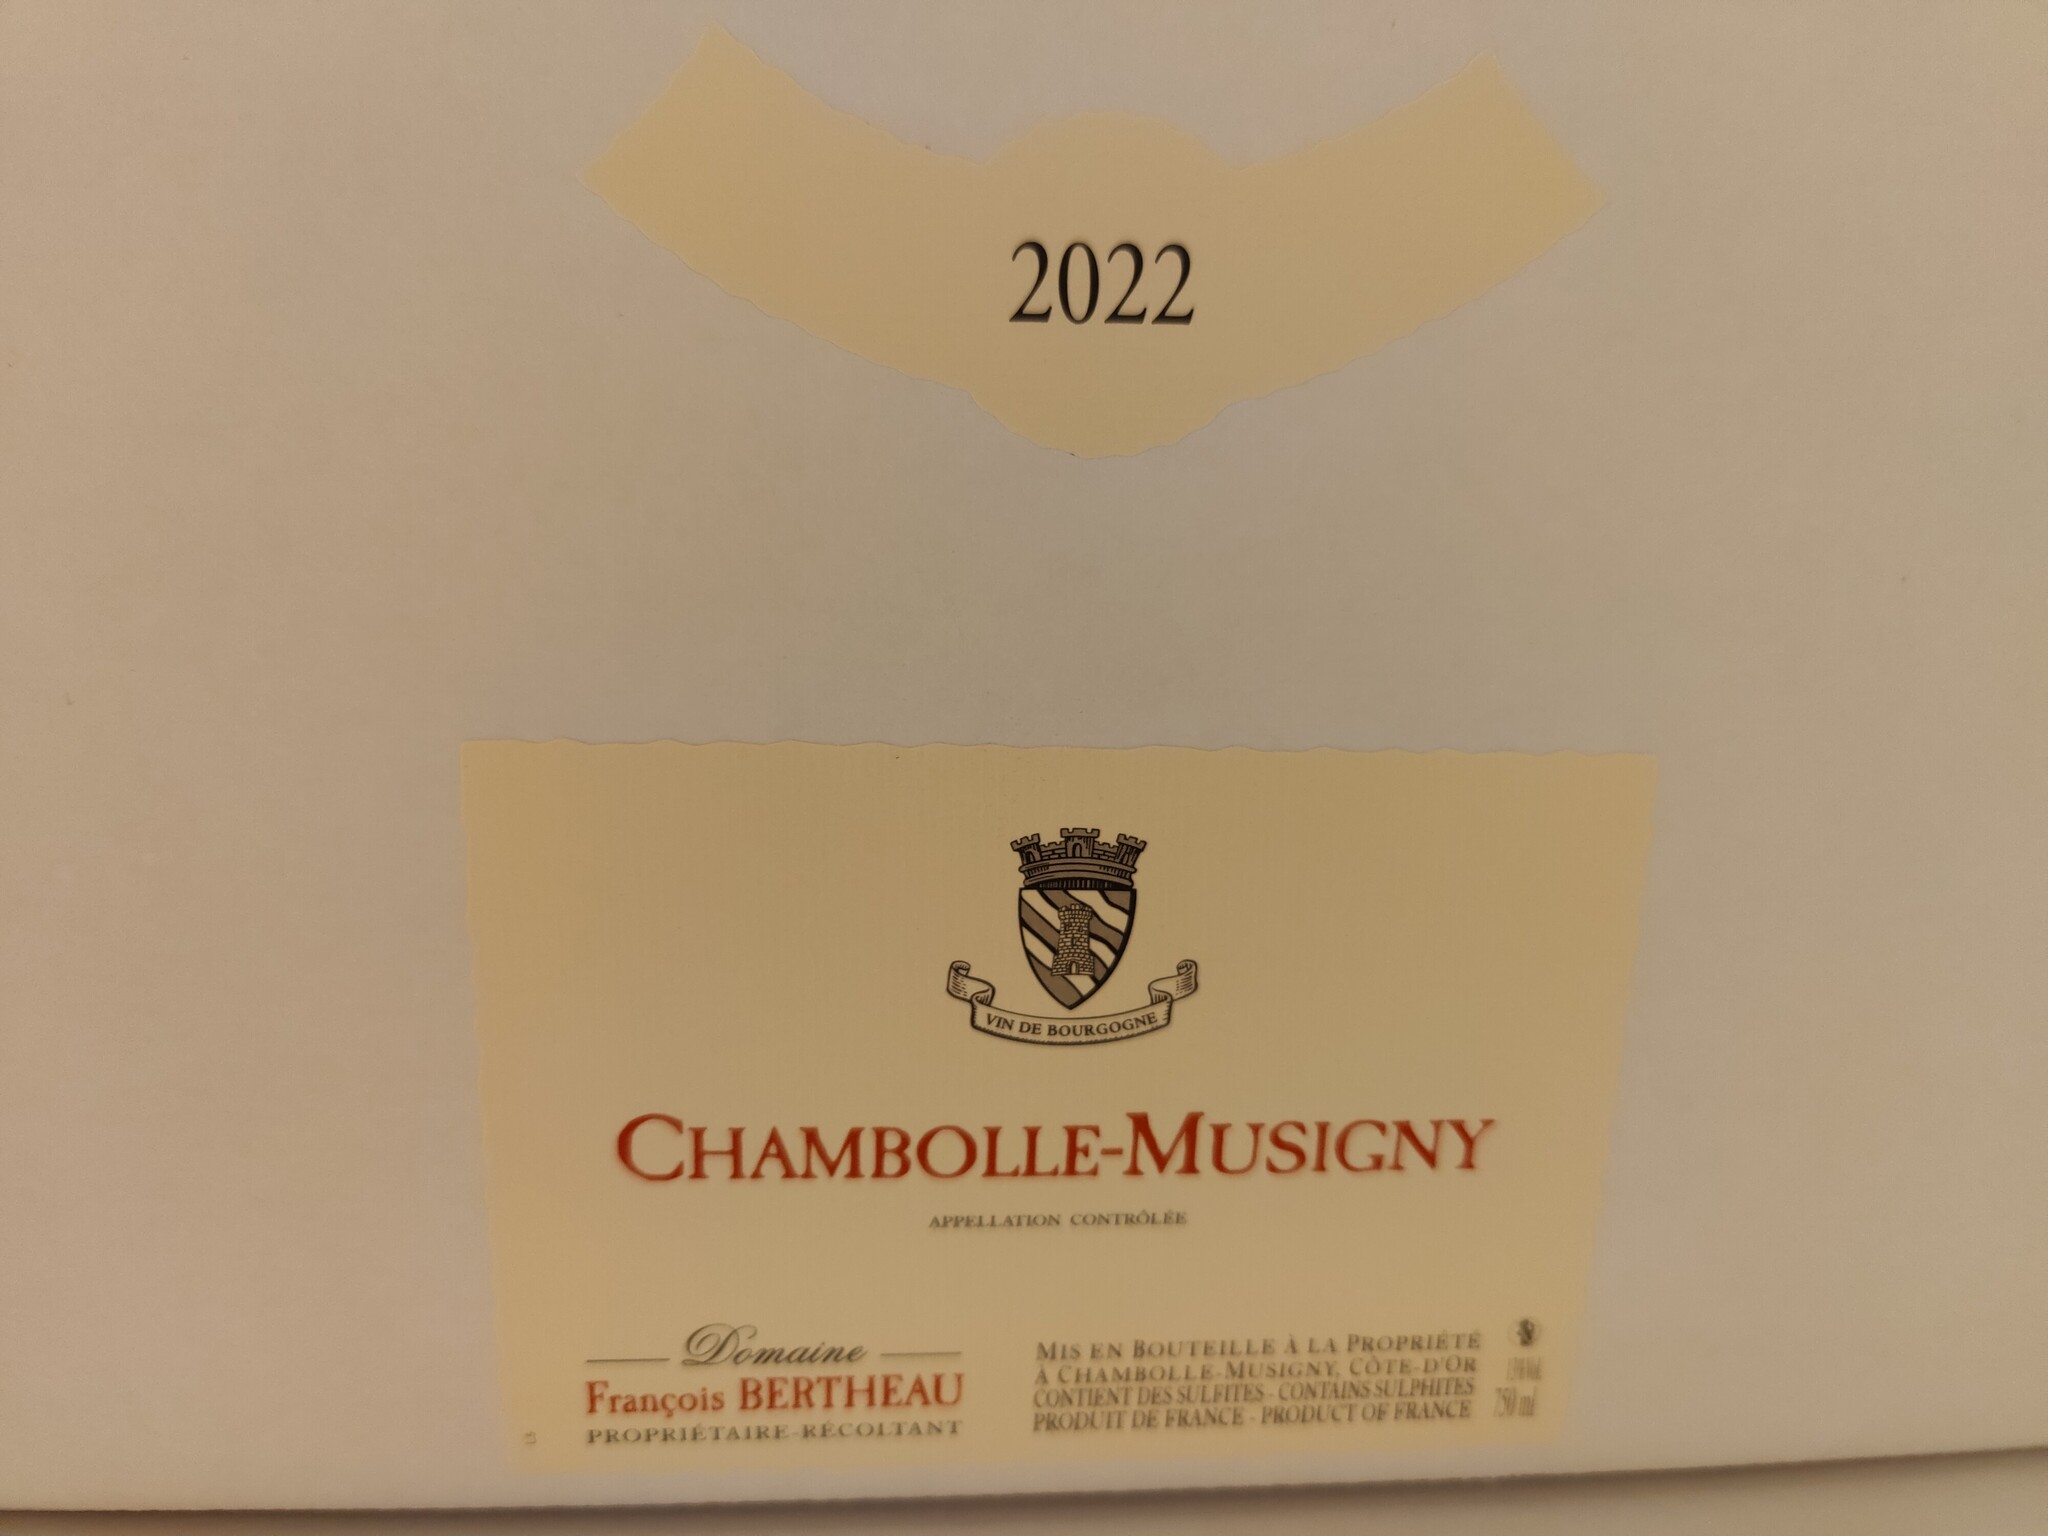 2022
VIN DE BOURGOGNE
CHAMBOLLE-MUSIGNY
APPELLATION CONTRÔLÉE
Domaine
François BERTHEAU
PROPRIÉTAIRE-RÉCOLTANT
MIS EN BOUTEILLE À LA PROPRIÉTÉ
À CHAMBOLLE-MUSIGNY, CÔTE-D'OR
CONTIENT DES SULFITES - CONTAINS SULPHITES
PRODUIT DE FRANCE - PRODUCT OF FRANCE
750 ml